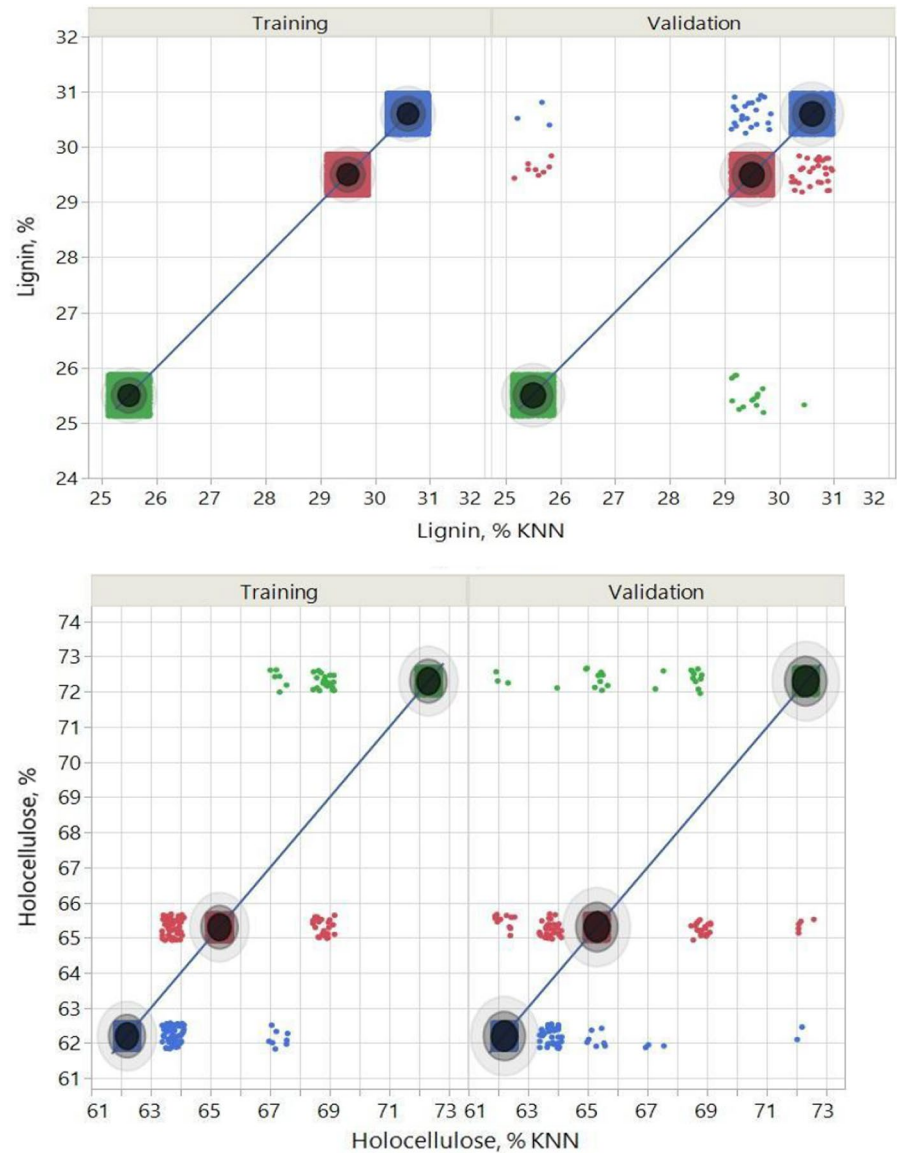 Training Validation
32
31
30
29
28
27
26
25
24
Lignin, %
25 26 27 28 29 30 31 32 25 26 27 28 29 30 31 32
Lignin, % KNN
Training Validation
74
73
72
71
70
69
68
67
66
65
64
63
62
61
Holocellulose, %
61 63 65 67 69 71 73 61 63 65 67 69 71 73
Holocellulose, % KNN